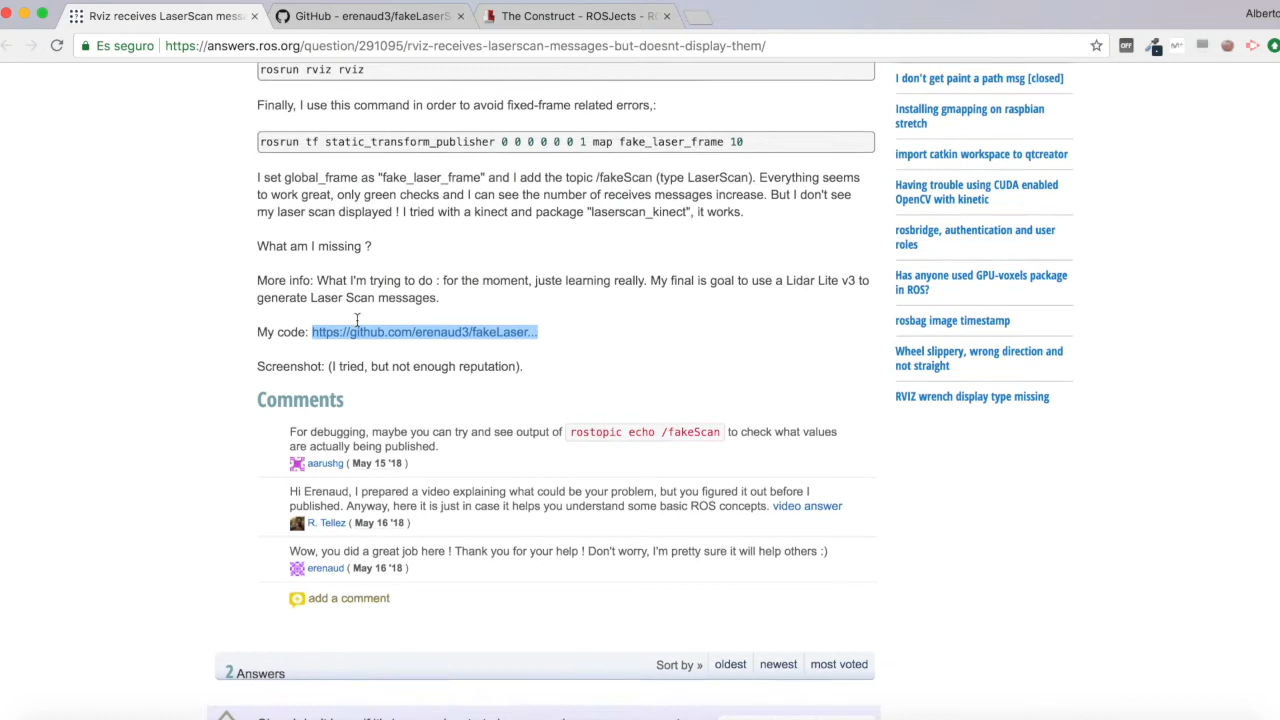 Rviz receives LaserScan mess
GitHub - erenaud3/fakeLaserS
The Construct - ROSJects - R
Alberto
Es seguro
https://answers.ros.org/question/291095/rviz-receives-laserscan-messages-but-doesnt-display-them/
OFF
rosrun rviz rviz
Finally, I use this command in order to avoid fixed-frame related errors,:
rosrun tf static_transform_publisher 0 0 0 0 0 0 1 map fake_laser_frame 10
I set global_frame as "fake_laser_frame" and I add the topic /fakeScan (type LaserScan). Everything seems
to work great, only green checks and I can see the number of receives messages increase. But I don't see
my laser scan displayed ! I tried with a kinect and package "laserscan_kinect", it works.
What am I missing ?
More info: What I'm trying to do : for the moment, juste learning really. My final is goal to use a Lidar Lite v3 to
generate Laser Scan messages.
My code: https://github.com/erenaud3/fakeLaser...
Screenshot: (I tried, but not enough reputation).
Comments
For debugging, maybe you can try and see output of rostopic echo /fakeScan to check what values
are actually being published.
aarushg ( May 15 '18 )
Hi Erenaud, I prepared a video explaining what could be your problem, but you figured it out before I
published. Anyway, here it is just in case it helps you understand some basic ROS concepts. video answer
R. Tellez ( May 16 '18 )
Wow, you did a great job here ! Thank you for your help ! Don't worry, I'm pretty sure it will help others :)
erenaud ( May 16 '18 )
add a comment
2 Answers
Sort by » oldest newest most voted
I don't get paint a path msg [closed]
Installing gmapping on raspbian
stretch
import catkin workspace to qtcreator
Having trouble using CUDA enabled
OpenCV with kinetic
rosbridge, authentication and user
roles
Has anyone used GPU-voxels package
in ROS?
rosbag image timestamp
Wheel slippery, wrong direction and
not straight
RVIZ wrench display type missing